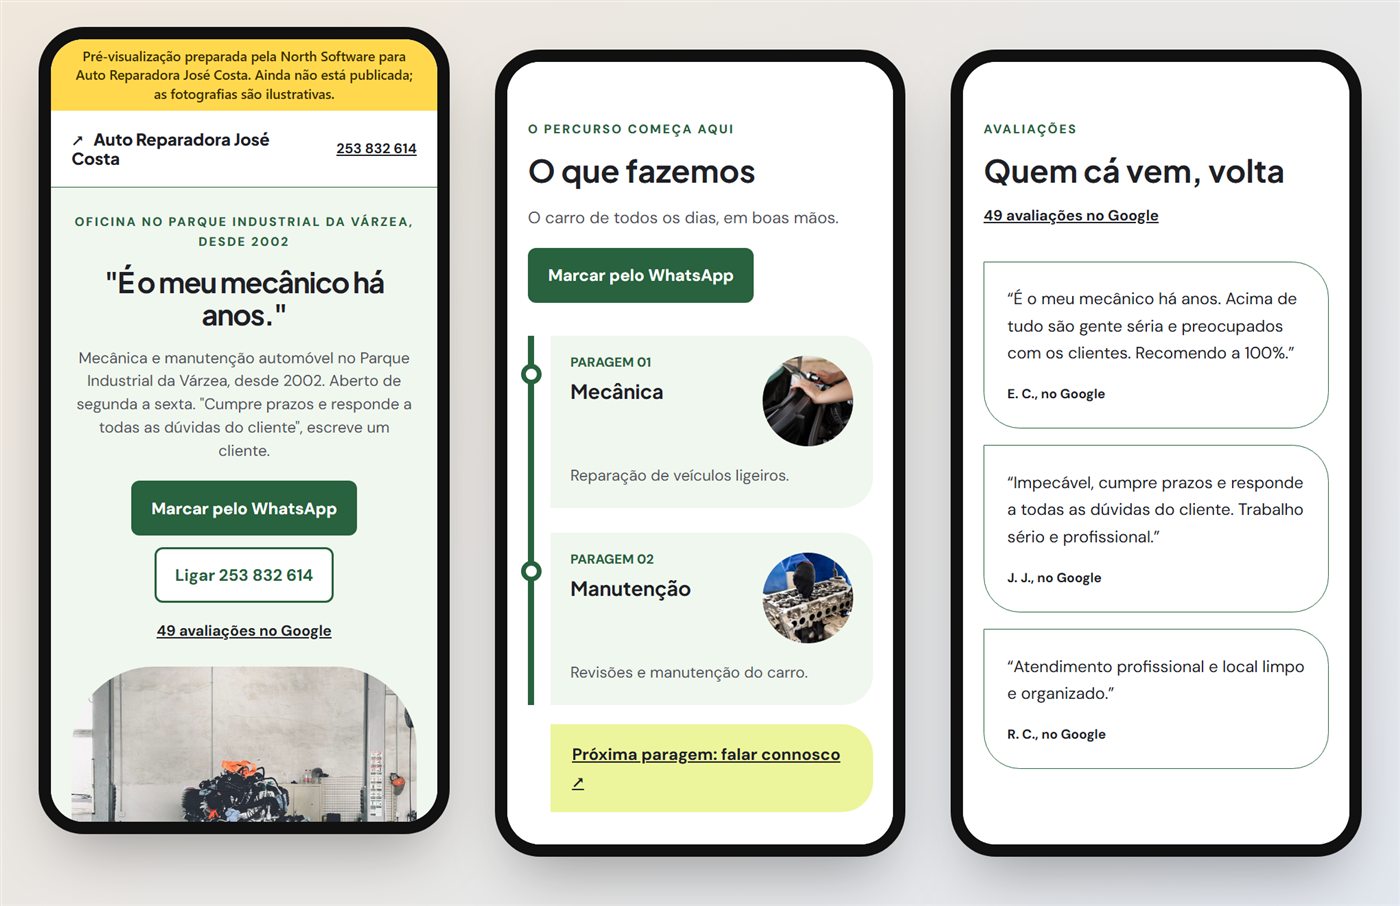 Pré-visualização preparada pela North Software para
Auto Reparadora José Costa. Ainda não está publicada;
as fotografias são ilustrativas.
↗ Auto Reparadora José
Costa
253 832 614
OFICINA NO PARQUE INDUSTRIAL DA VÁRZEA,
DESDE 2002
"É o meu mecânico há
anos."
Mecânica e manutenção automóvel no Parque
Industrial da Várzea, desde 2002. Aberto de
segunda a sexta. "Cumpre prazos e responde a
todas as dúvidas do cliente", escreve um
cliente.
Marcar pelo WhatsApp
Ligar 253 832 614
49 avaliações no Google
O PERCURSO COMEÇA AQUI
O que fazemos
O carro de todos os dias, em boas mãos.
Marcar pelo WhatsApp
PARAGEM 01
Mecânica
Reparação de veículos ligeiros.
PARAGEM 02
Manutenção
Revisões e manutenção do carro.
Próxima paragem: falar connosco
↗
AVALIAÇÕES
Quem cá vem, volta
49 avaliações no Google
“É o meu mecânico há anos. Acima de
tudo são gente séria e preocupados
com os clientes. Recomendo a 100%.”
E. C., no Google
“Impecável, cumpre prazos e responde
a todas as dúvidas do cliente. Trabalho
sério e profissional.”
J. J., no Google
“Atendimento profissional e local limpo
e organizado.”
R. C., no Google